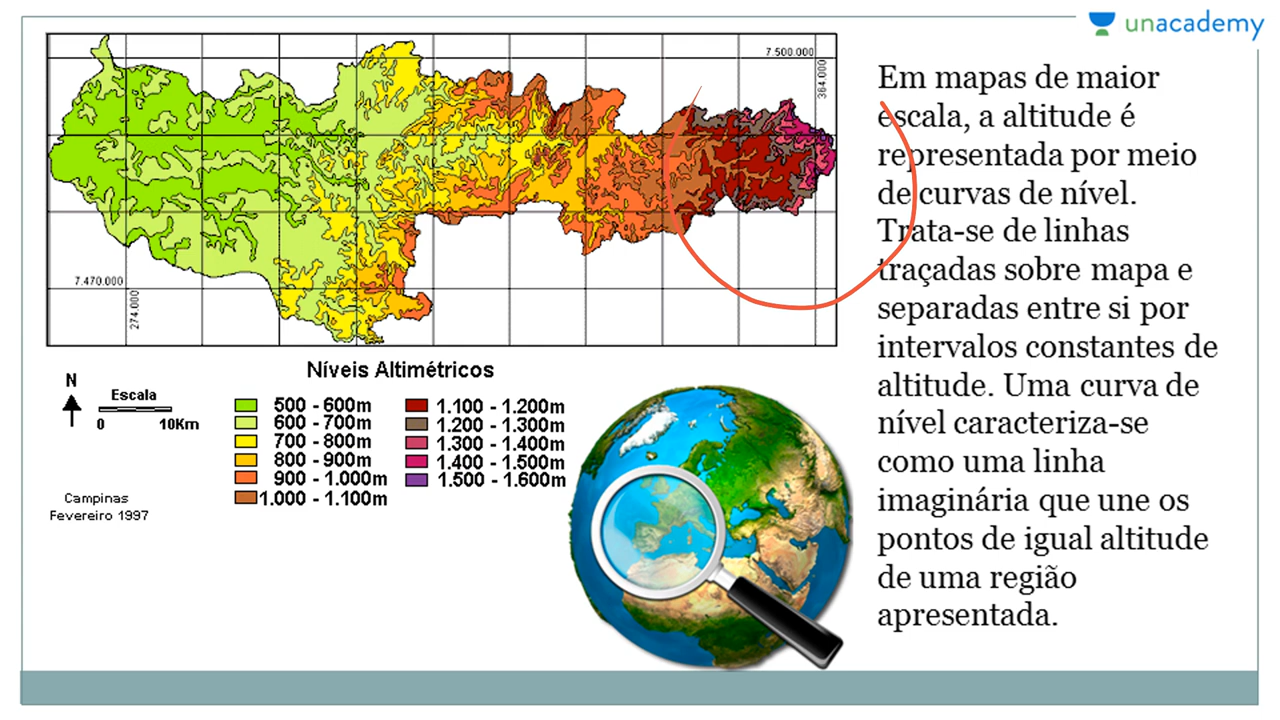 unacademy
7.500.000
364.000
7.470.000
274.000
Em mapas de maior
escala, a altitude é
representada por meio
de curvas de nível.
Trata-se de linhas
traçadas sobre mapa e
separadas entre si por
intervalos constantes de
altitude. Uma curva de
nível caracteriza-se
como uma linha
imaginária que une os
pontos de igual altitude
de uma região
apresentada.
Níveis Altimétricos
N
Escala
0 10Km
500 - 600m
600 - 700m
700 - 800m
800 - 900m
900 - 1.000m
1.000 - 1.100m
1.100 - 1.200m
1.200 - 1.300m
1.300 - 1.400m
1.400 - 1.500m
1.500 - 1.600m
Campinas
Fevereiro 1997